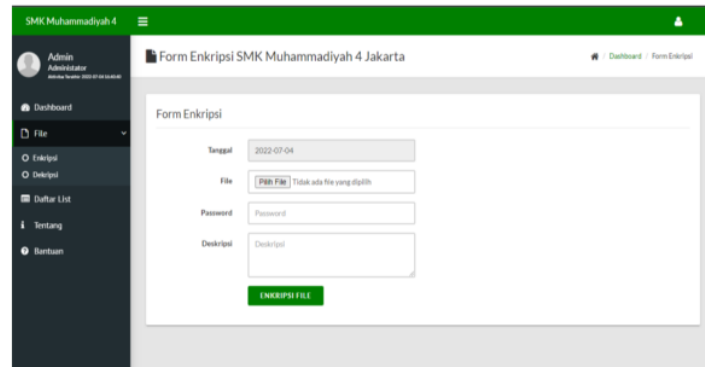 SMK Muhammadiyah 4
Admin
Administator
Form Enkripsi SMK Muhammadiyah 4 Jakarta
Dashboard / Form Enkripsi
Dashboard
File
Enkripsi
Dekripsi
Daftar List
Tentang
Bantuan
Form Enkripsi
Tanggal 2022-07-04
File Pilih File Tidak ada file yang dipilih
Password Password
Deskripsi Deskripsi
ENKRIPSI FILE